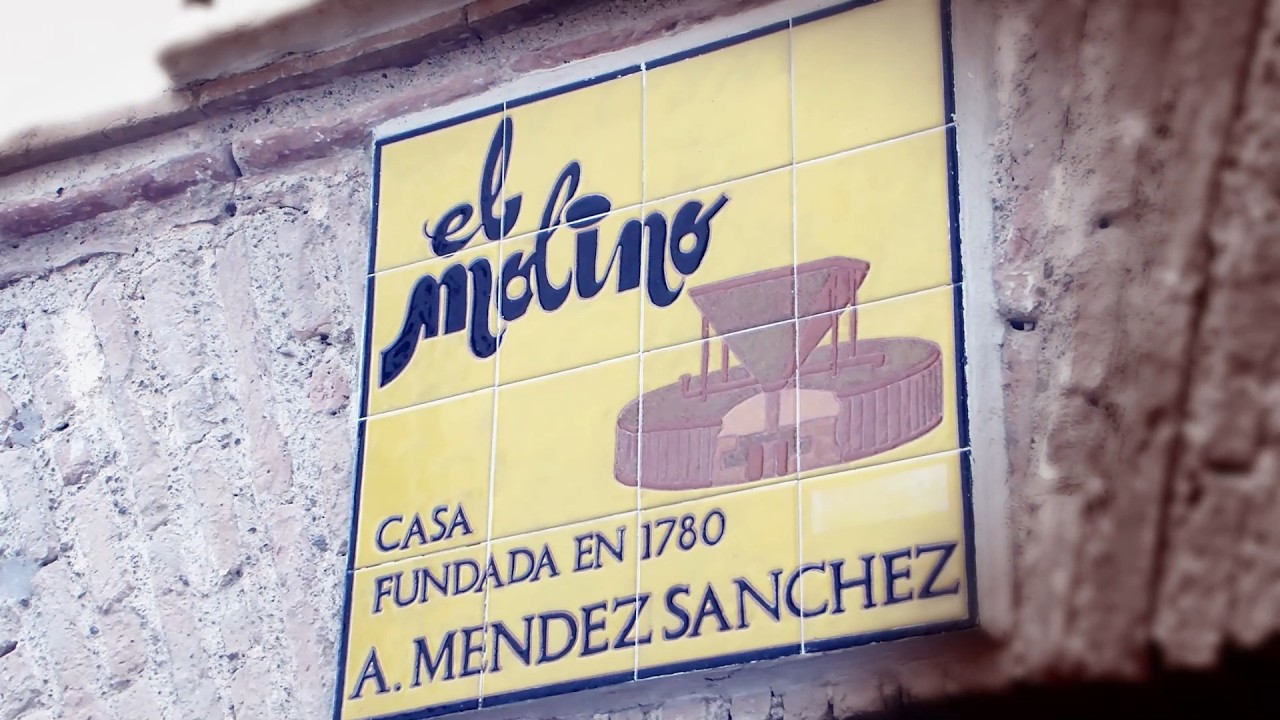 el
molino
CASA
FUNDADA EN 1780
A. MENDEZ SANCHEZ